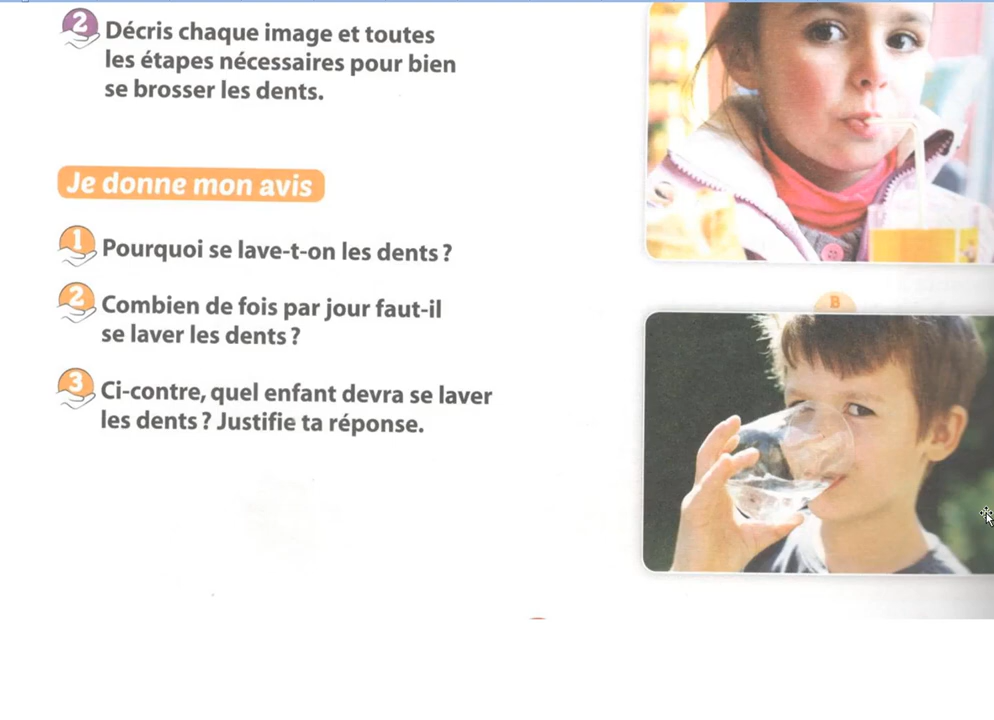 2 Décris chaque image et toutes
les étapes nécessaires pour bien
se brosser les dents.
Je donne mon avis
1 Pourquoi se lave-t-on les dents ?
2 Combien de fois par jour faut-il
se laver les dents ?
3 Ci-contre, quel enfant devra se laver
les dents ? Justifie ta réponse.
B